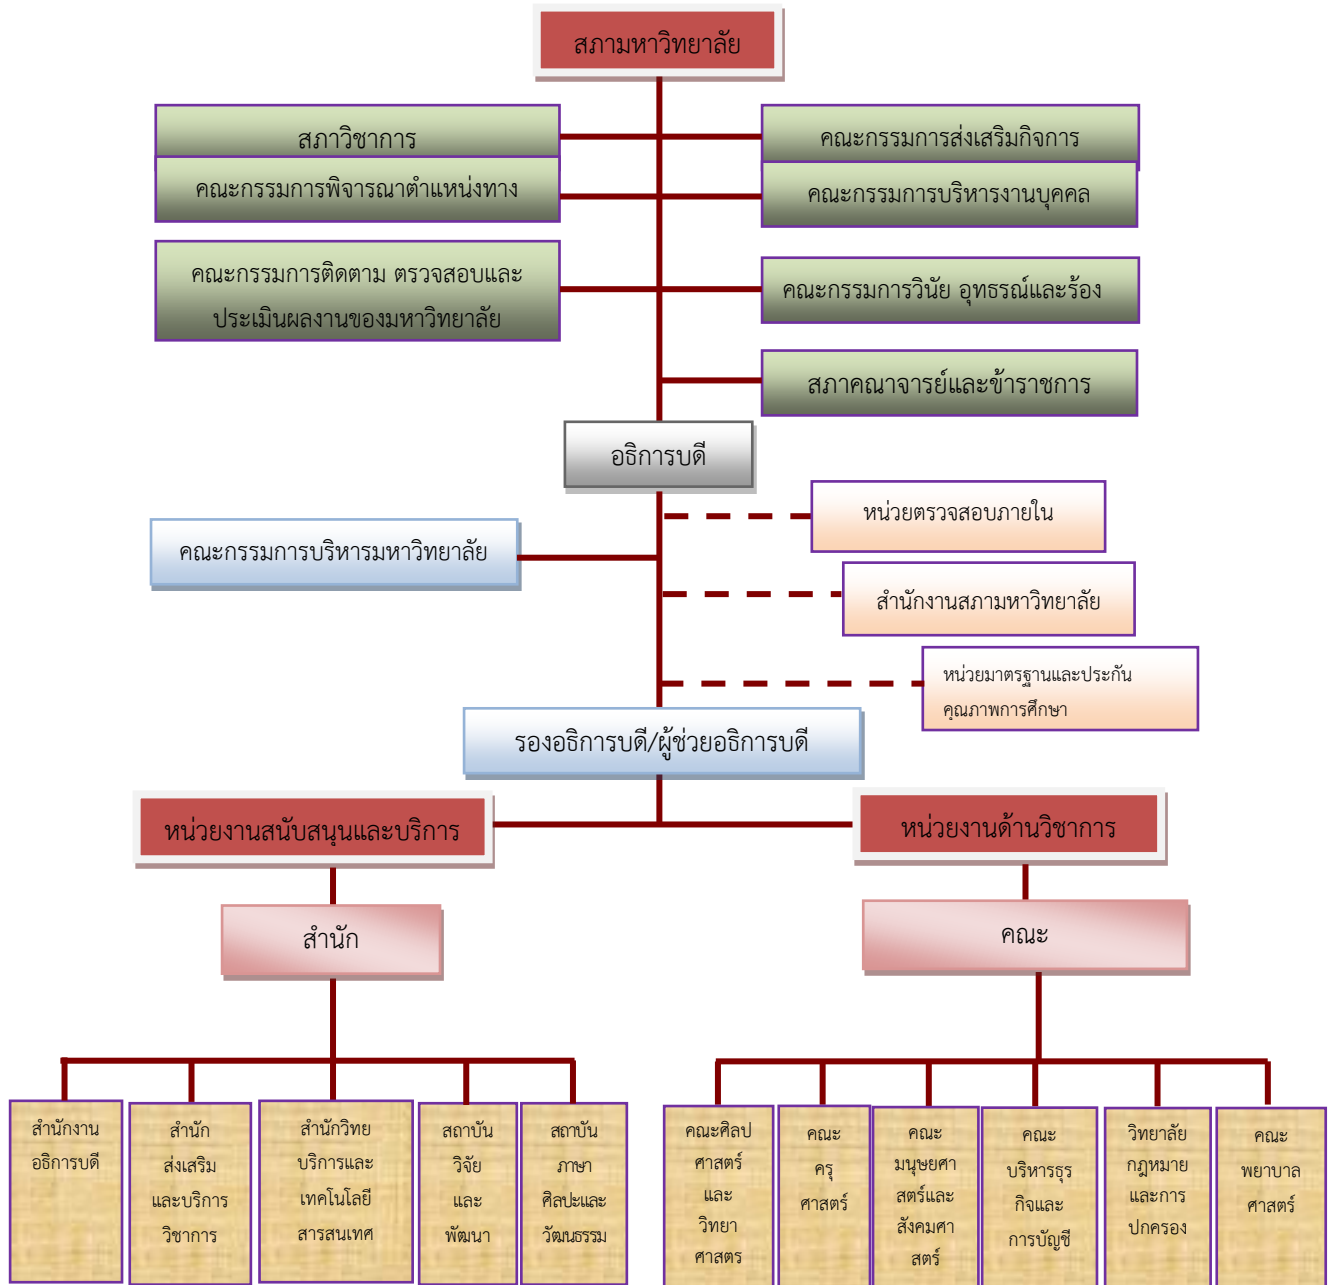 สภามหาวิทยาลัย
สภาวิชาการ
คณะกรรมการส่งเสริมกิจการ
คณะกรรมการพิจารณาตำแหน่งทาง
คณะกรรมการบริหารงานบุคคล
คณะกรรมการติดตาม ตรวจสอบและ
ประเมินผลงานของมหาวิทยาลัย
คณะกรรมการวินัย อุทธรณ์และร้อง
สภาคณาจารย์และข้าราชการ
อธิการบดี
หน่วยตรวจสอบภายใน
คณะกรรมการบริหารมหาวิทยาลัย
สำนักงานสภามหาวิทยาลัย
หน่วยมาตรฐานและประกัน
คุณภาพการศึกษา
รองอธิการบดี/ผู้ช่วยอธิการบดี
หน่วยงานสนับสนุนและบริการ
หน่วยงานด้านวิชาการ
สำนัก
คณะ
สำนักงาน
อธิการบดี
สำนัก
ส่งเสริม
และบริการ
วิชาการ
สำนักวิทย
บริการและ
เทคโนโลยี
สารสนเทศ
สถาบัน
วิจัย
และ
พัฒนา
สถาบัน
ภาษา
ศิลปะและ
วัฒนธรรม
คณะศิลป
ศาสตร์
และ
วิทยา
ศาสตร
คณะ
ครุ
ศาสตร์
คณะ
มนุษยศา
สตร์และ
สังคมศา
สตร์
คณะ
บริหารธุร
กิจและ
การบัญชี
วิทยาลัย
กฎหมาย
และการ
ปกครอง
คณะ
พยาบาล
ศาสตร์